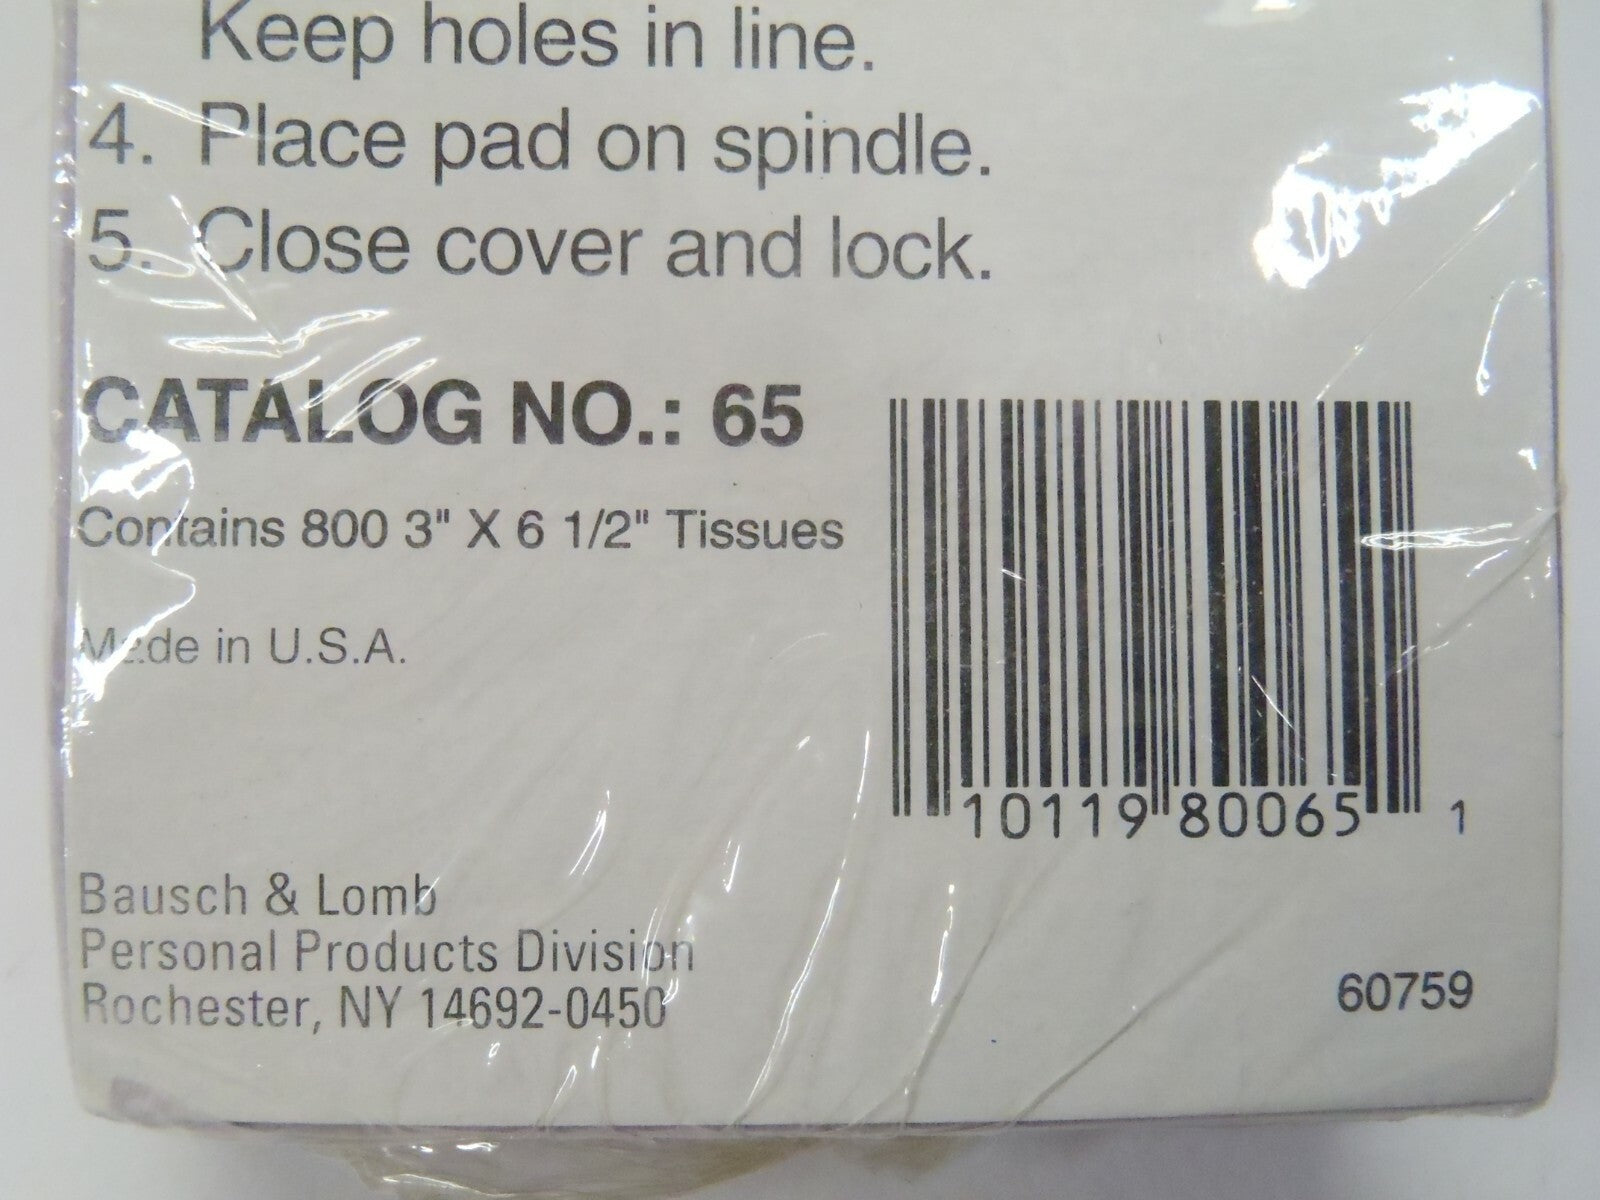 Keep holes in line.
4. Place pad on spindle.
5. Close cover and lock.
CATALOG NO.: 65
Contains 800 3" X 6 1/2" Tissues
Made in U.S.A.
10119 80065 1
Bausch & Lomb
Personal Products Division
Rochester, NY 14692-0450
60759